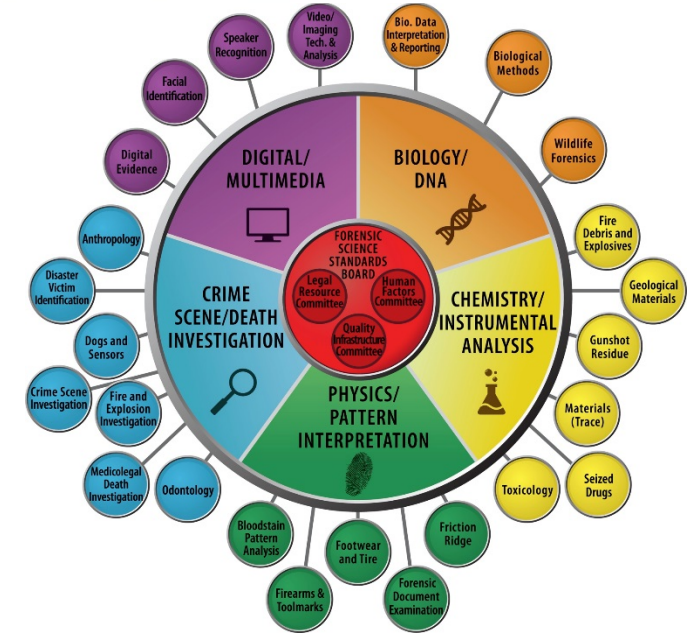 Video/
Imaging
Tech. &
Analysis
Bio. Data
Interpretation
& Reporting
Speaker
Recognition
Biological
Methods
Facial
Identification
Wildlife
Forensics
Digital
Evidence
DIGITAL/
MULTIMEDIA
BIOLOGY/
DNA
Anthropology
Fire
Debris and
Explosives
Disaster
Victim
Identification
Geological
Materials
FORENSIC
SCIENCE
STANDARDS
BOARD
Legal
Resource
Committee
Human
Factors
Committee
Quality
Infrastructure
Committee
CRIME
SCENE/DEATH
INVESTIGATION
CHEMISTRY/
INSTRUMENTAL
ANALYSIS
Dogs and
Sensors
Gunshot
Residue
Crime Scene
Investigation
Fire and
Explosion
Investigation
Materials
(Trace)
PHYSICS/
PATTERN
INTERPRETATION
Medicolegal
Death
Investigation
Odontology
Toxicology
Seized
Drugs
Bloodstain
Pattern
Analysis
Footwear
and Tire
Friction
Ridge
Firearms &
Toolmarks
Forensic
Document
Examination